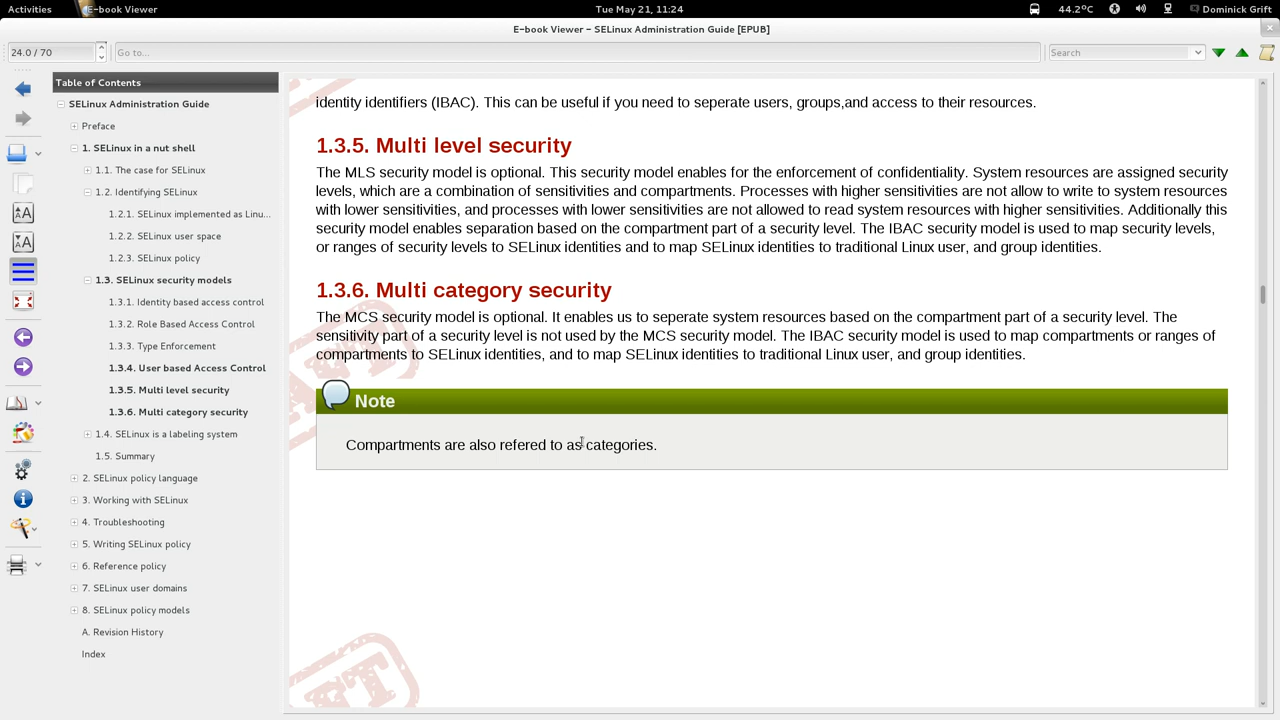 Activities
E-book Viewer
Tue May 21, 11:24
44.2°C
Dominick Grift
E-book Viewer – SELinux Administration Guide [EPUB]
24.0 / 70
Go to...
Search
Table of Contents
SELinux Administration Guide
Preface
1. SELinux in a nut shell
1.1. The case for SELinux
1.2. Identifying SELinux
1.2.1. SELinux implemented as Linu...
1.2.2. SELinux user space
1.2.3. SELinux policy
1.3. SELinux security models
1.3.1. Identity based access control
1.3.2. Role Based Access Control
1.3.3. Type Enforcement
1.3.4. User based Access Control
1.3.5. Multi level security
1.3.6. Multi category security
1.4. SELinux is a labeling system
1.5. Summary
2. SELinux policy language
3. Working with SELinux
4. Troubleshooting
5. Writing SELinux policy
6. Reference policy
7. SELinux user domains
8. SELinux policy models
A. Revision History
Index
identity identifiers (IBAC). This can be useful if you need to seperate users, groups,and access to their resources.
1.3.5. Multi level security
The MLS security model is optional. This security model enables for the enforcement of confidentiality. System resources are assigned security
levels, which are a combination of sensitivities and compartments. Processes with higher sensitivities are not allow to write to system resources
with lower sensitivities, and processes with lower sensitivities are not allowed to read system resources with higher sensitivities. Additionally this
security model enables separation based on the compartment part of a security level. The IBAC security model is used to map security levels,
or ranges of security levels to SELinux identities and to map SELinux identities to traditional Linux user, and group identities.
1.3.6. Multi category security
The MCS security model is optional. It enables us to seperate system resources based on the compartment part of a security level. The
sensitivity part of a security level is not used by the MCS security model. The IBAC security model is used to map compartments or ranges of
compartments to SELinux identities, and to map SELinux identities to traditional Linux user, and group identities.
Note
Compartments are also refered to as categories.